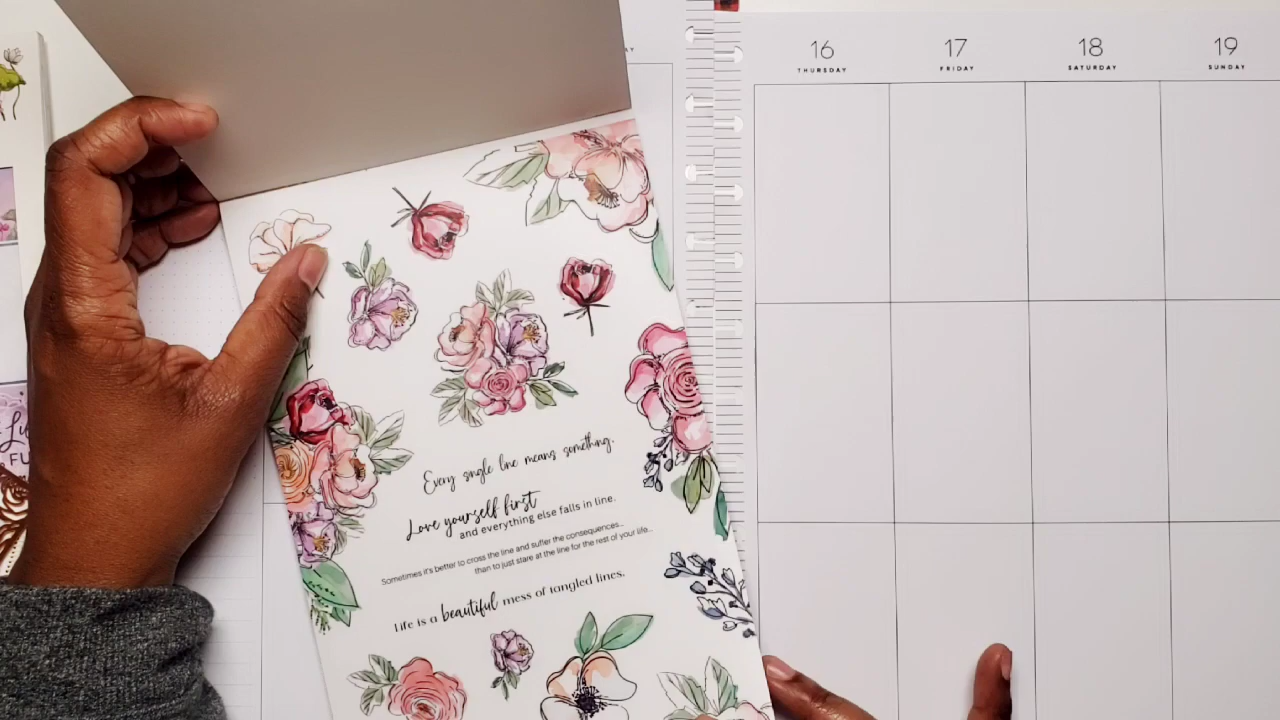 16 17 18 19
THURSDAY FRIDAY SATURDAY SUNDAY
Every single line means something.
Love yourself first
and everything else falls in line.
Sometimes it's better to cross the line and suffer the consequences...
than to just stare at the line for the rest of your life...
Life is a beautiful mess of tangled lines.